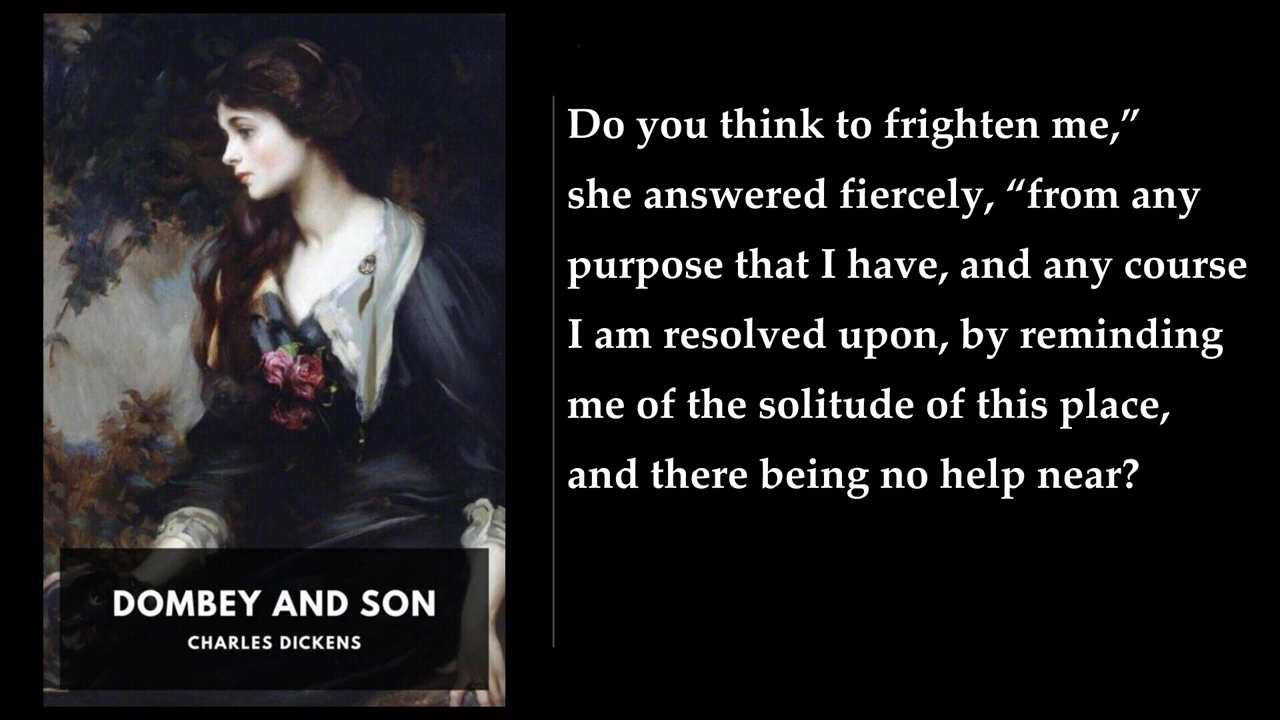 DOMBEY AND SON
CHARLES DICKENS
Do you think to frighten me,”
she answered fiercely, “from any
purpose that I have, and any course
I am resolved upon, by reminding
me of the solitude of this place,
and there being no help near?